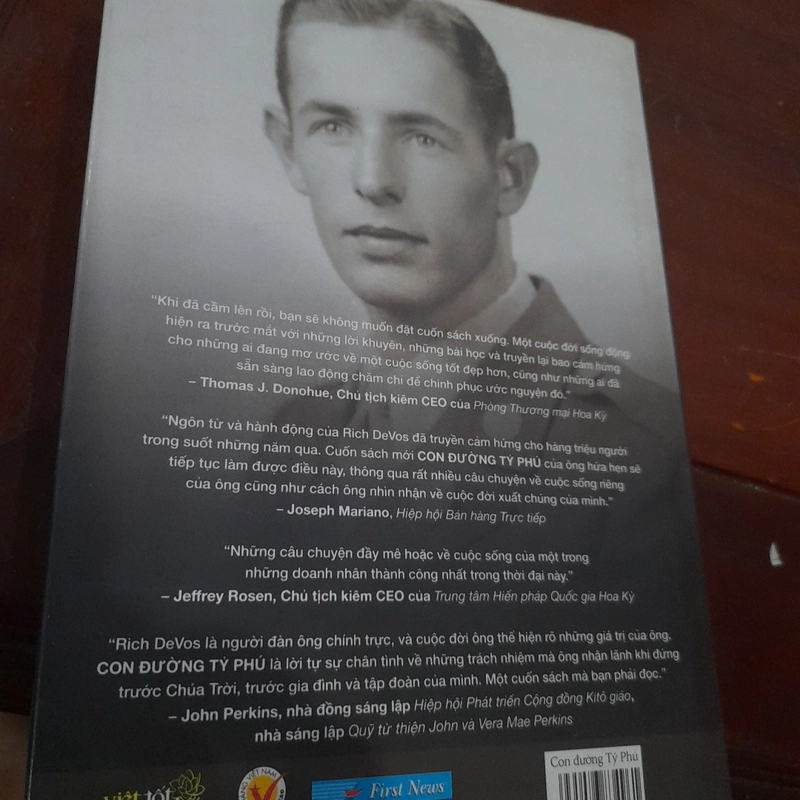 “Khi đã cầm lên rồi, bạn sẽ không muốn đặt cuốn sách xuống. Một cuộc đời sống động
hiện ra trước mắt với những lời khuyên, những bài học và truyền lại bao cảm hứng
cho những ai đang mơ ước về một cuộc sống tốt đẹp hơn, cũng như những ai đã
sẵn sàng lao động chăm chỉ để chinh phục ước nguyện đó.”
– Thomas J. Donohue, Chủ tịch kiêm CEO của Phòng Thương mại Hoa Kỳ
“Ngôn từ và hành động của Rich DeVos đã truyền cảm hứng cho hàng triệu người
trong suốt những năm qua. Cuốn sách mới CON ĐƯỜNG TỶ PHÚ của ông hứa hẹn sẽ
tiếp tục làm được điều này, thông qua rất nhiều câu chuyện về cuộc sống riêng
của ông cũng như cách ông nhìn nhận về cuộc đời xuất chúng của mình.”
– Joseph Mariano, Hiệp hội Bán hàng Trực tiếp
“Những câu chuyện đầy mê hoặc về cuộc sống của một trong
những doanh nhân thành công nhất trong thời đại này.”
– Jeffrey Rosen, Chủ tịch kiêm CEO của Trung tâm Hiến pháp Quốc gia Hoa Kỳ
“Rich DeVos là người đàn ông chính trực, và cuộc đời ông thể hiện rõ những giá trị của ông.
CON ĐƯỜNG TỶ PHÚ là lời tự sự chân tình về những trách nhiệm mà ông nhận lãnh khi đứng
trước Chúa Trời, trước gia đình và tập đoàn của mình. Một cuốn sách mà bạn phải đọc.”
– John Perkins, nhà đồng sáng lập Hiệp hội Phát triển Cộng đồng Kitô giáo,
nhà sáng lập Quỹ từ thiện John và Vera Mae Perkins
First News
Con đường Tỷ Phú